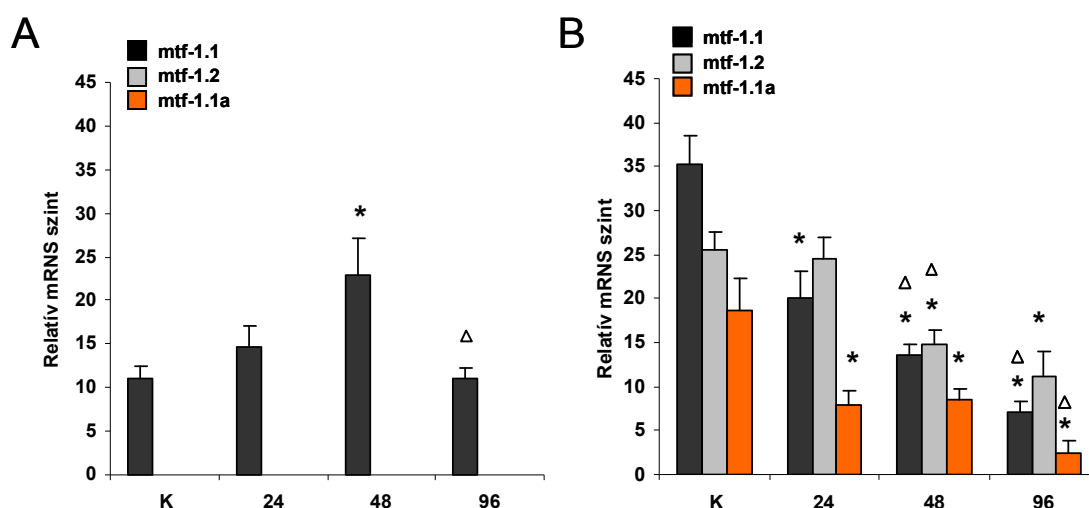 A
mtf-1.1
mtf-1.2
mtf-1.1a
Relatív mRNS szint
45
40
35
30
25
20
15
10
5
0
*
Δ
K 24 48 96
B
mtf-1.1
mtf-1.2
mtf-1.1a
Relatív mRNS szint
45
40
35
30
25
20
15
10
5
0
* *
Δ Δ
* * *
Δ * Δ
* *
K 24 48 96